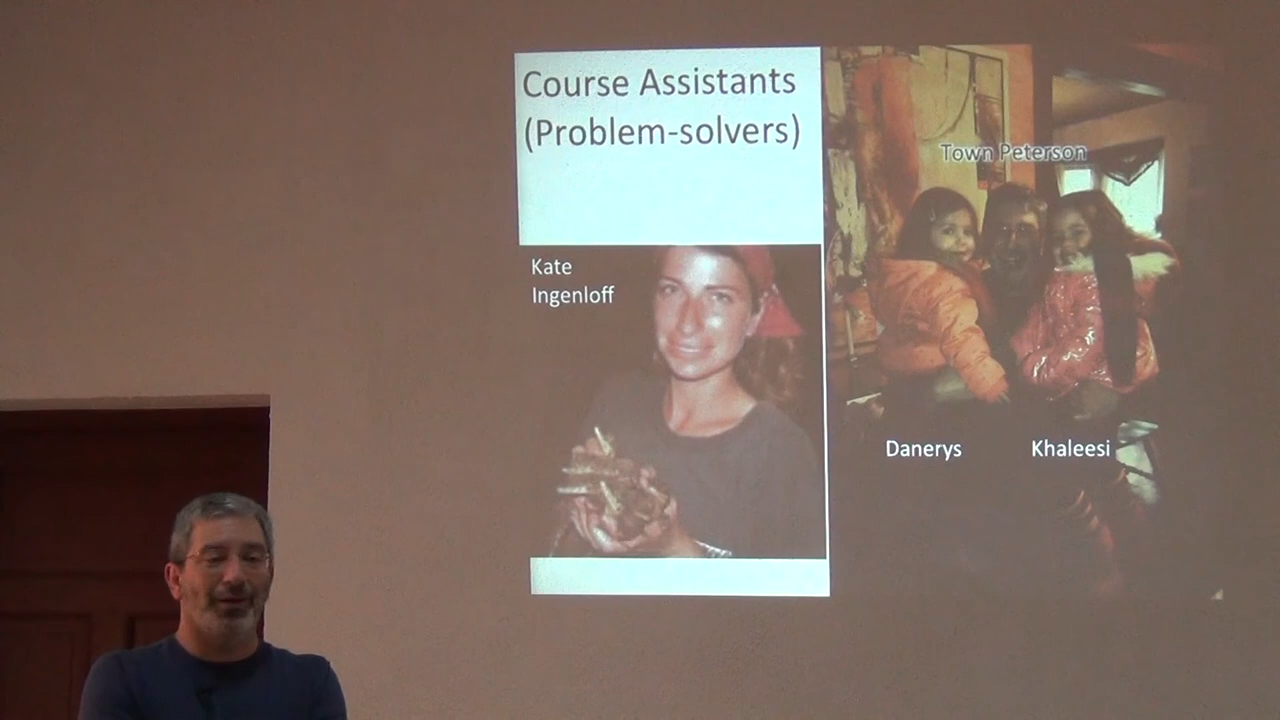 Course Assistants
(Problem-solvers)
Kate
Ingenloff
Town Peterson
Danerys
Khaleesi